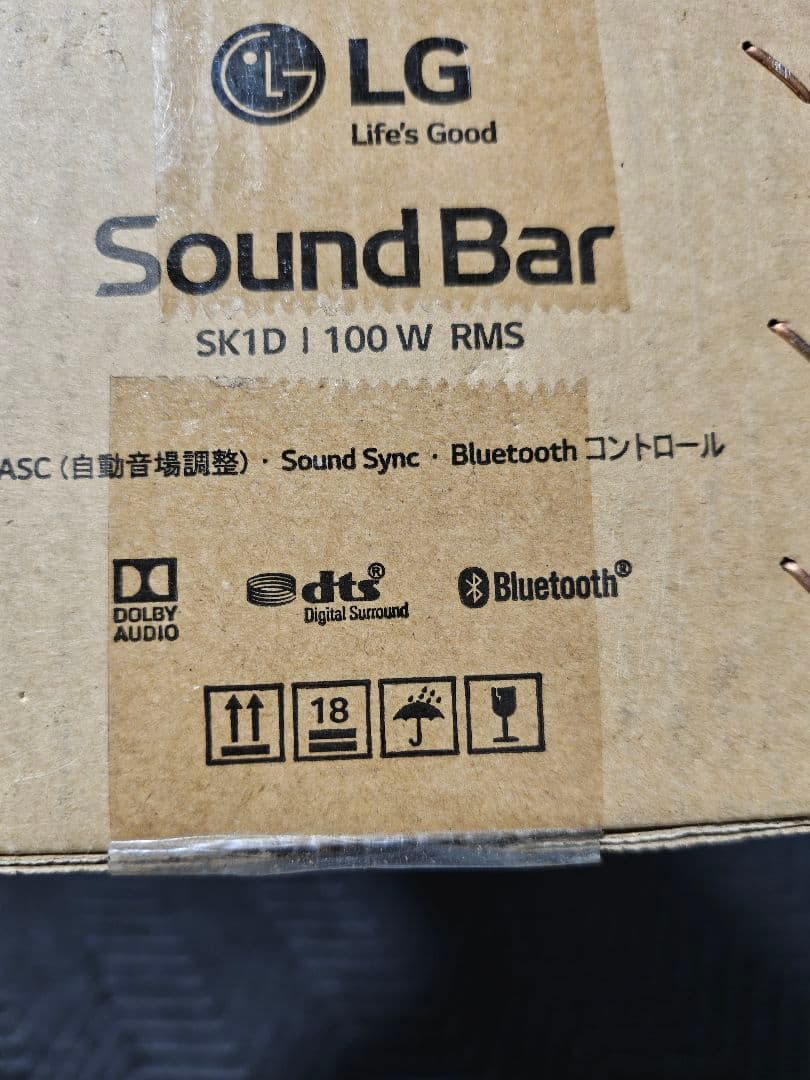 LG
Life's Good
Sound Bar
SK1D | 100 W RMS
ASC (自動音場調整)・Sound Sync・Bluetooth コントロール
DOLBY AUDIO
dts® Digital Surround
Bluetooth®
18